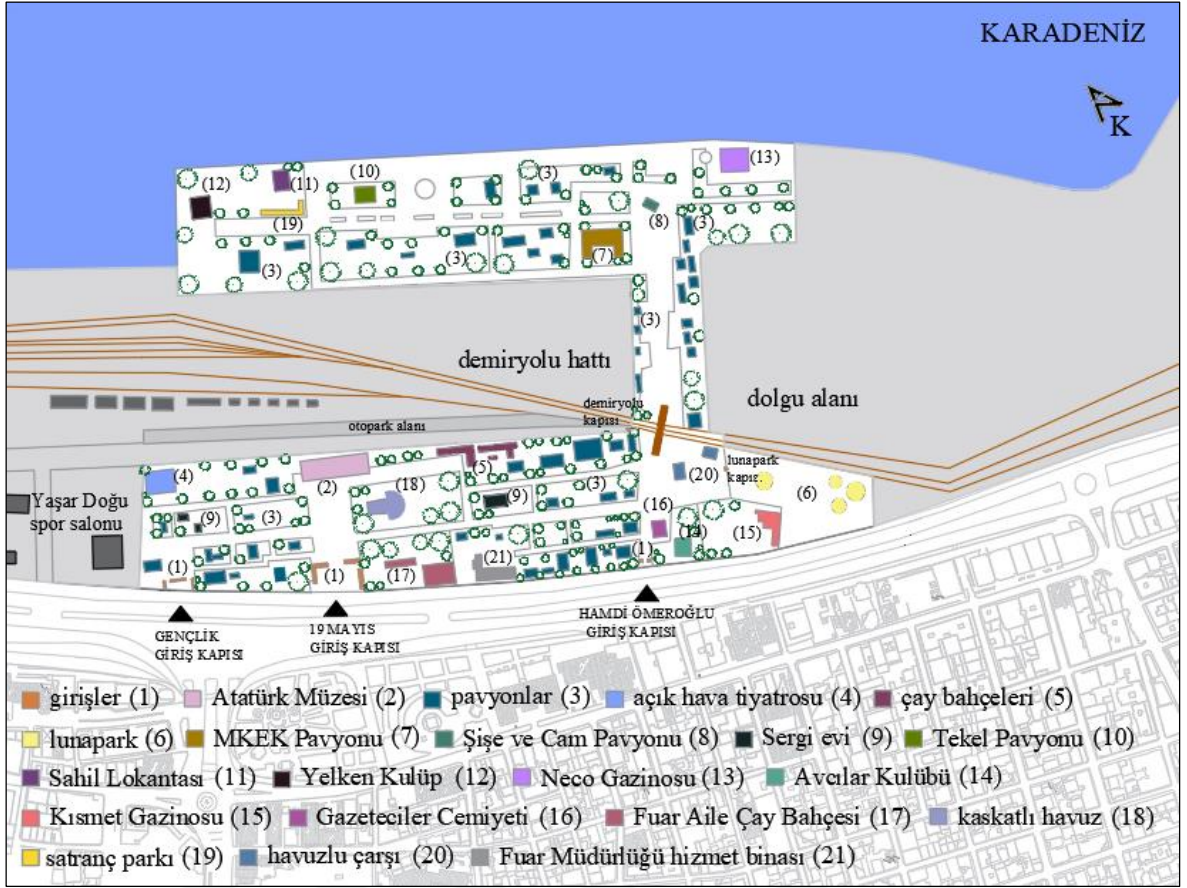 KARADENİZ
K
(13)
(12)
(11)
(10)
(3)
(19)
(8)
(3)
(3)
(3)
(7)
(3)
demiryolu hattı
dolgu alanı
demiryolu
kapısı
otopark alanı
lunapark
kapıs.
(4)
(2)
(5)
(20)
(18)
(6)
Yaşar Doğu
spor salonu
(9)
(3)
(9)
(3)
(16)
(14)
(15)
(1)
(1)
(17)
(21)
(1)
GENÇLİK
GİRİŞ KAPISI
19 MAYIS
GİRİŞ KAPISI
HAMDİ ÖMEROĞLU
GİRİŞ KAPISI
girişler (1) Atatürk Müzesi (2) pavyonlar (3) açık hava tiyatrosu (4) çay bahçeleri (5)
lunapark (6) MKEK Pavyonu (7) Şişe ve Cam Pavyonu (8) Sergi evi (9) Tekel Pavyonu (10)
Sahil Lokantası (11) Yelken Kulüp (12) Neco Gazinosu (13) Avcılar Kulübü (14)
Kısmet Gazinosu (15) Gazeteciler Cemiyeti (16) Fuar Aile Çay Bahçesi (17) kaskatlı havuz (18)
satranç parkı (19) havuzlu çarşı (20) Fuar Müdürlüğü hizmet binası (21)